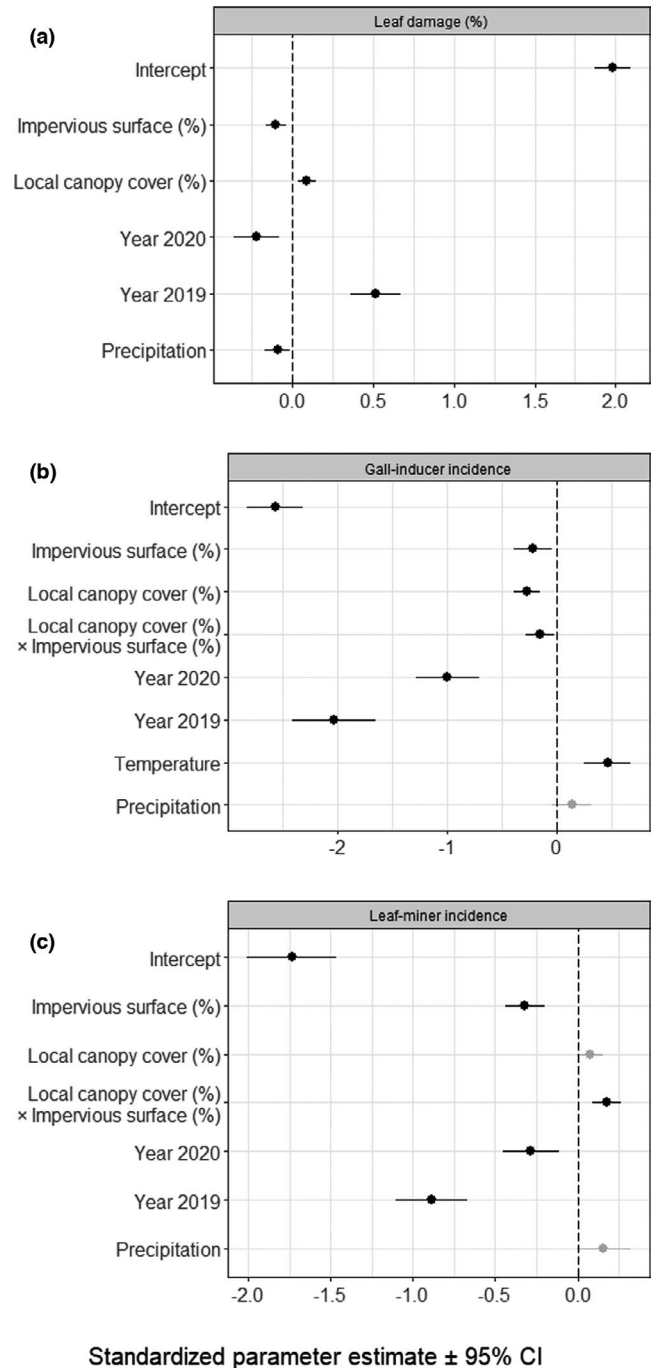 (a)
Leaf damage (%)
Intercept
Impervious surface (%)
Local canopy cover (%)
Year 2020
Year 2019
Precipitation
0.0 0.5 1.0 1.5 2.0
(b)
Gall-inducer incidence
Intercept
Impervious surface (%)
Local canopy cover (%)
Local canopy cover (%)
× Impervious surface (%)
Year 2020
Year 2019
Temperature
Precipitation
-2 -1 0
(c)
Leaf-miner incidence
Intercept
Impervious surface (%)
Local canopy cover (%)
Local canopy cover (%)
× Impervious surface (%)
Year 2020
Year 2019
Precipitation
-2.0 -1.5 -1.0 -0.5 0.0
Standardized parameter estimate ± 95% CI